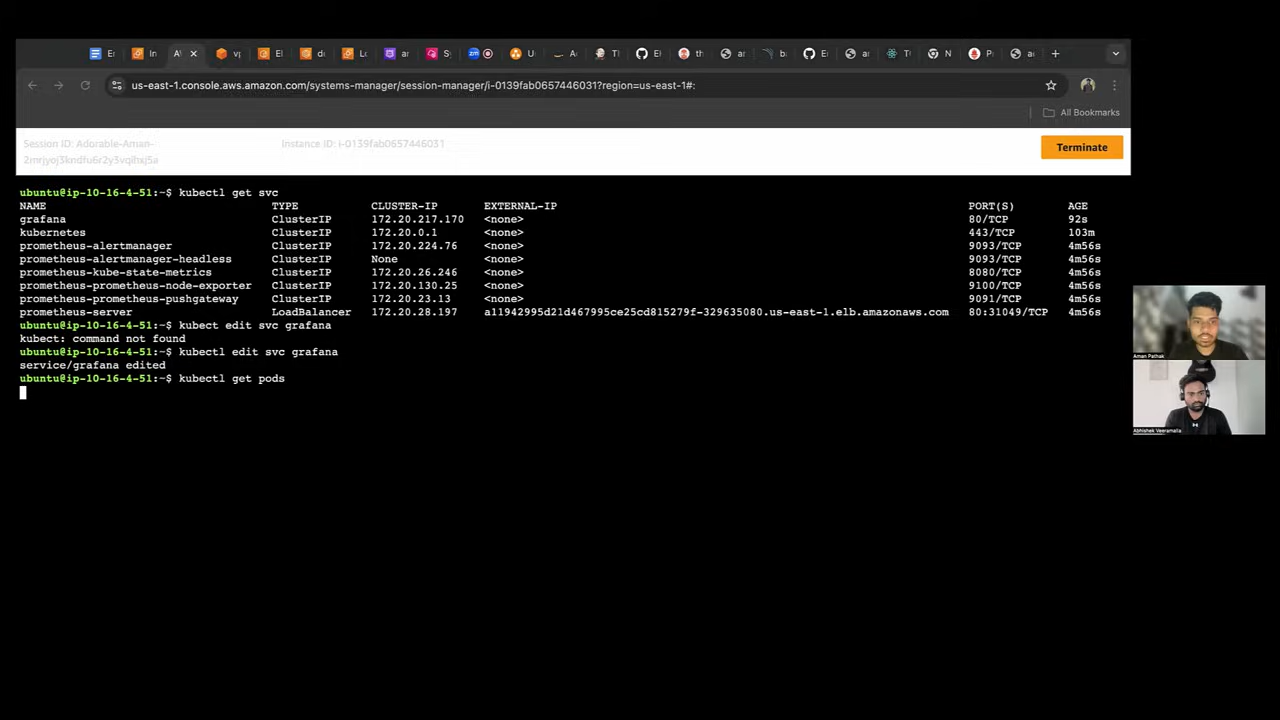 us-east-1.console.aws.amazon.com/systems-manager/session-manager/i-0139fab0657446031?region=us-east-1#:
All Bookmarks
Session ID: Adorable-Aman-
Instance ID: i-0139fab0657446031
Terminate
ubuntu@ip-10-16-4-51:~$ kubectl get svc
NAME TYPE CLUSTER-IP EXTERNAL-IP PORT(S) AGE
grafana ClusterIP 172.20.217.170 <none> 80/TCP 92s
kubernetes ClusterIP 172.20.0.1 <none> 443/TCP 103m
prometheus-alertmanager ClusterIP 172.20.224.76 <none> 9093/TCP 4m56s
prometheus-alertmanager-headless ClusterIP None <none> 9093/TCP 4m56s
prometheus-kube-state-metrics ClusterIP 172.20.26.246 <none> 8080/TCP 4m56s
prometheus-prometheus-node-exporter ClusterIP 172.20.130.25 <none> 9100/TCP 4m56s
prometheus-prometheus-pushgateway ClusterIP 172.20.23.13 <none> 9091/TCP 4m56s
prometheus-server LoadBalancer 172.20.28.197 a11942995d21d467995ce25cd815279f-329635080.us-east-1.elb.amazonaws.com 80:31049/TCP 4m56s
ubuntu@ip-10-16-4-51:~$ kubect edit svc grafana
kubect: command not found
ubuntu@ip-10-16-4-51:~$ kubectl edit svc grafana
service/grafana edited
ubuntu@ip-10-16-4-51:~$ kubectl get pods
Aman Pathak
Abhishek Veeramalla